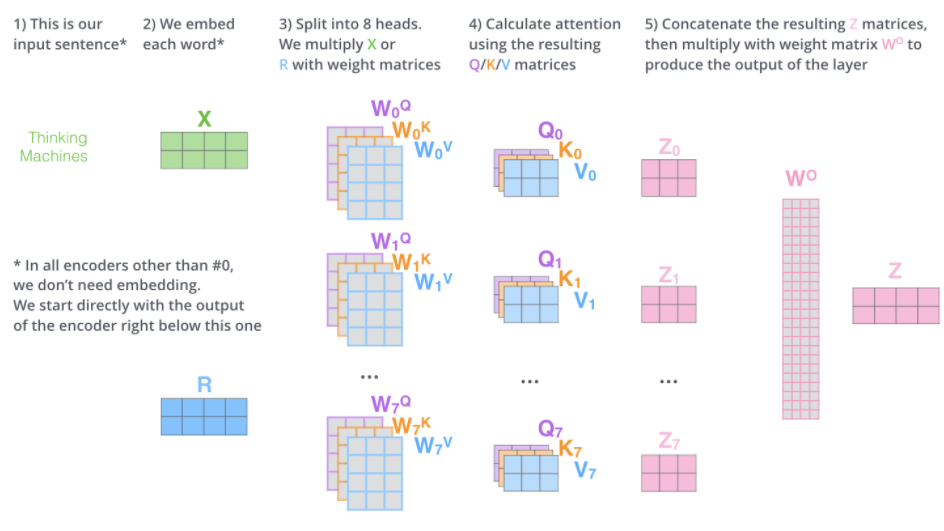 1) This is our
input sentence*
2) We embed
each word*
3) Split into 8 heads.
We multiply X or
R with weight matrices
4) Calculate attention
using the resulting
Q/K/V matrices
5) Concatenate the resulting Z matrices,
then multiply with weight matrix Wᴼ to
produce the output of the layer
Thinking
Machines
X
W₀Q
W₀K
W₀V
Q₀
K₀
V₀
Z₀
Wᴼ
* In all encoders other than #0,
we don’t need embedding.
We start directly with the output
of the encoder right below this one
W₁Q
W₁K
W₁V
Q₁
K₁
V₁
Z₁
Z
...
...
...
R
W₇Q
W₇K
W₇V
Q₇
K₇
V₇
Z₇